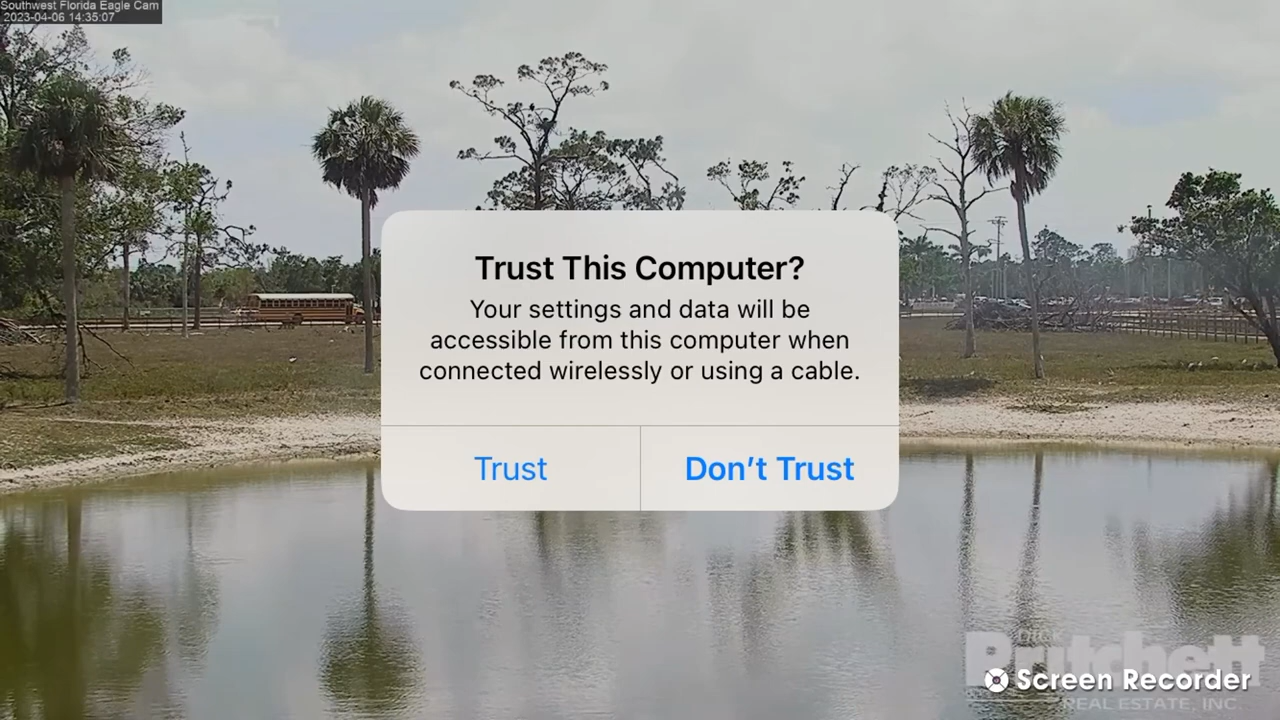 Southwest Florida Eagle Cam
2023-04-06 14:35:07
Trust This Computer?
Your settings and data will be
accessible from this computer when
connected wirelessly or using a cable.
Trust
Don’t Trust
DICK
Pritchett
Screen Recorder
REAL ESTATE, INC.